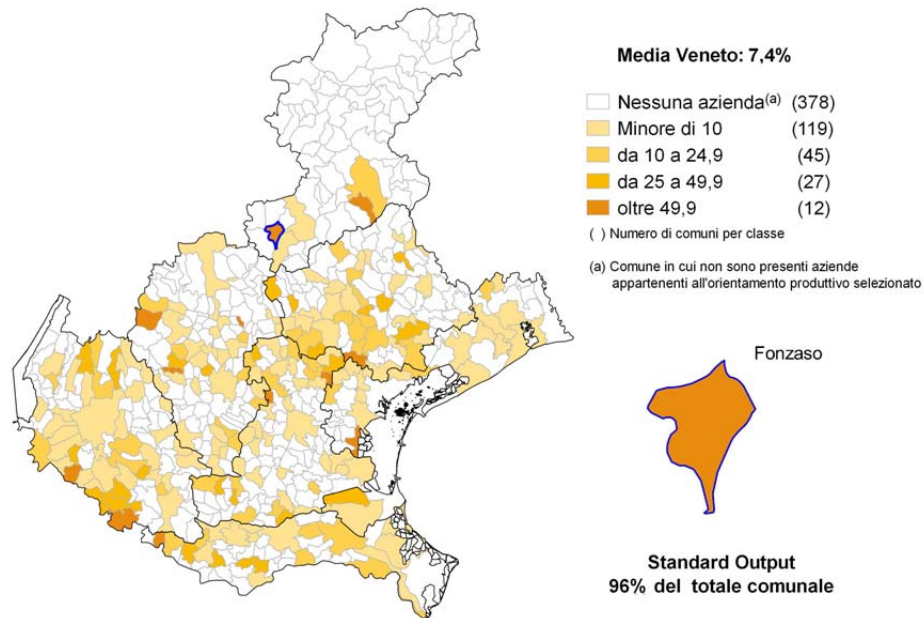 Media Veneto: 7,4%
Nessuna azienda(a) (378)
Minore di 10 (119)
da 10 a 24,9 (45)
da 25 a 49,9 (27)
oltre 49,9 (12)
( ) Numero di comuni per classe
(a) Comune in cui non sono presenti aziende
appartenenti all'orientamento produttivo selezionato
Fonzaso
Standard Output
96% del totale comunale